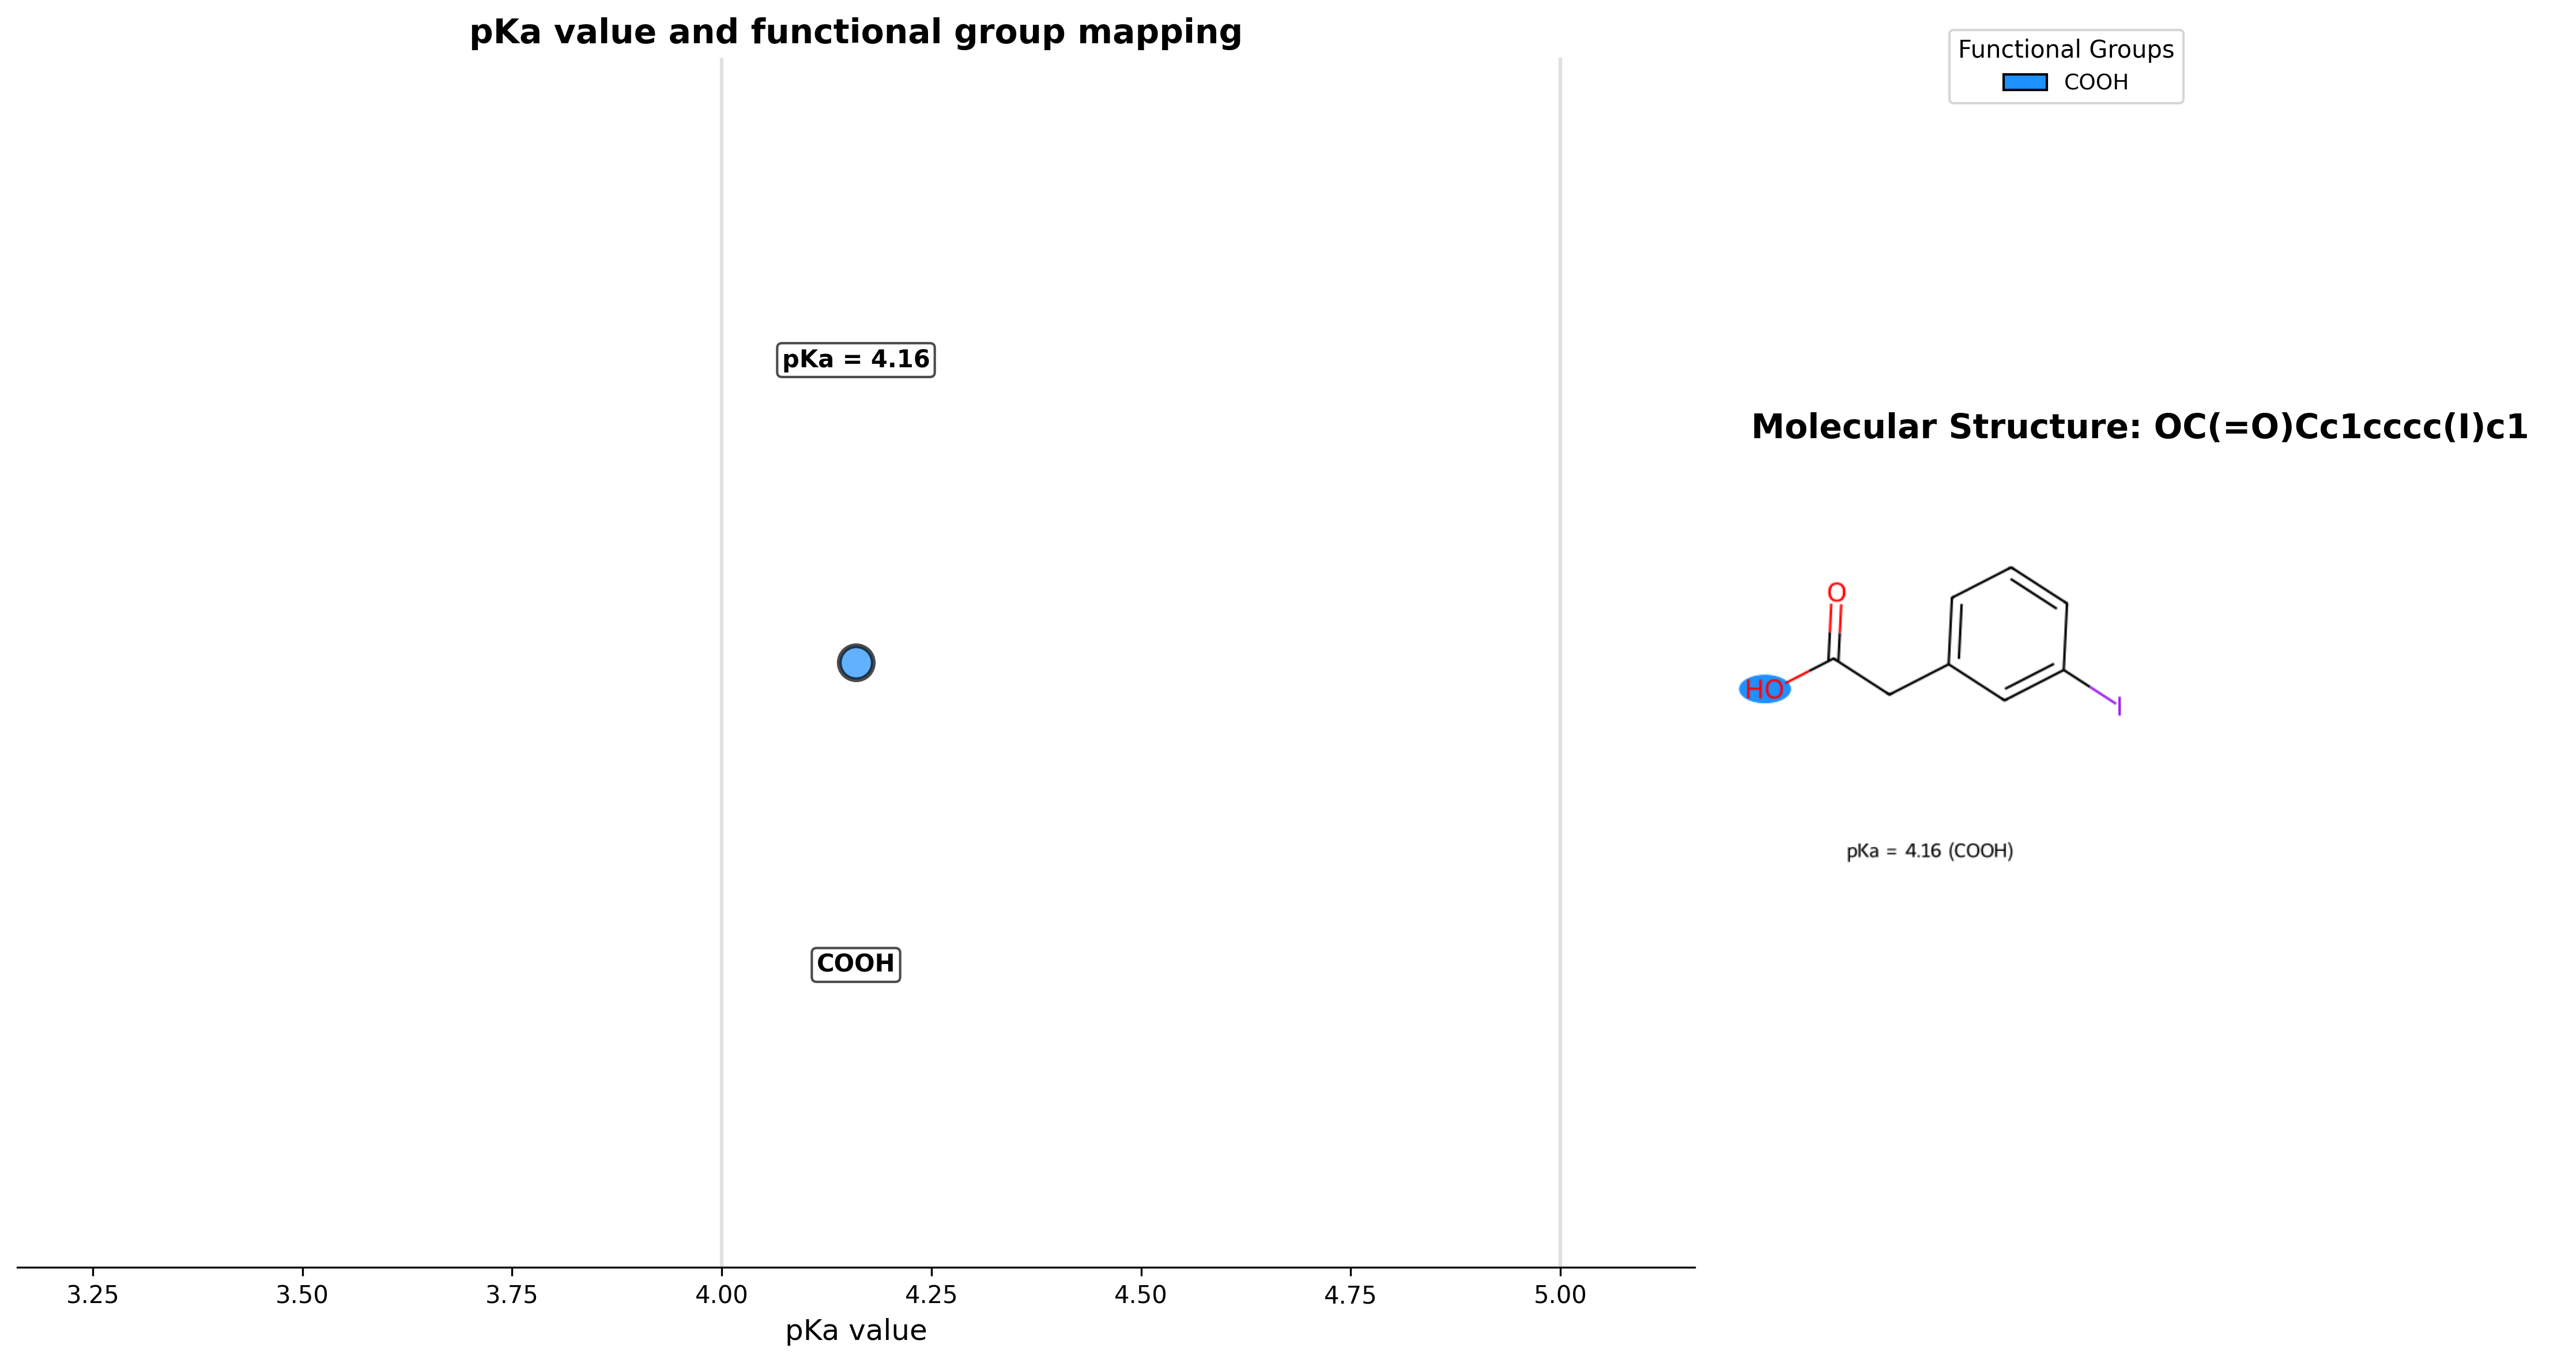 pKa value and functional group mapping
pKa = 4.16
COOH
3.25 3.50 3.75 4.00 4.25 4.50 4.75 5.00
pKa value
Functional Groups
COOH
Molecular Structure: OC(=O)Cc1cccc(I)c1
O
HO
I
pKa = 4.16 (COOH)